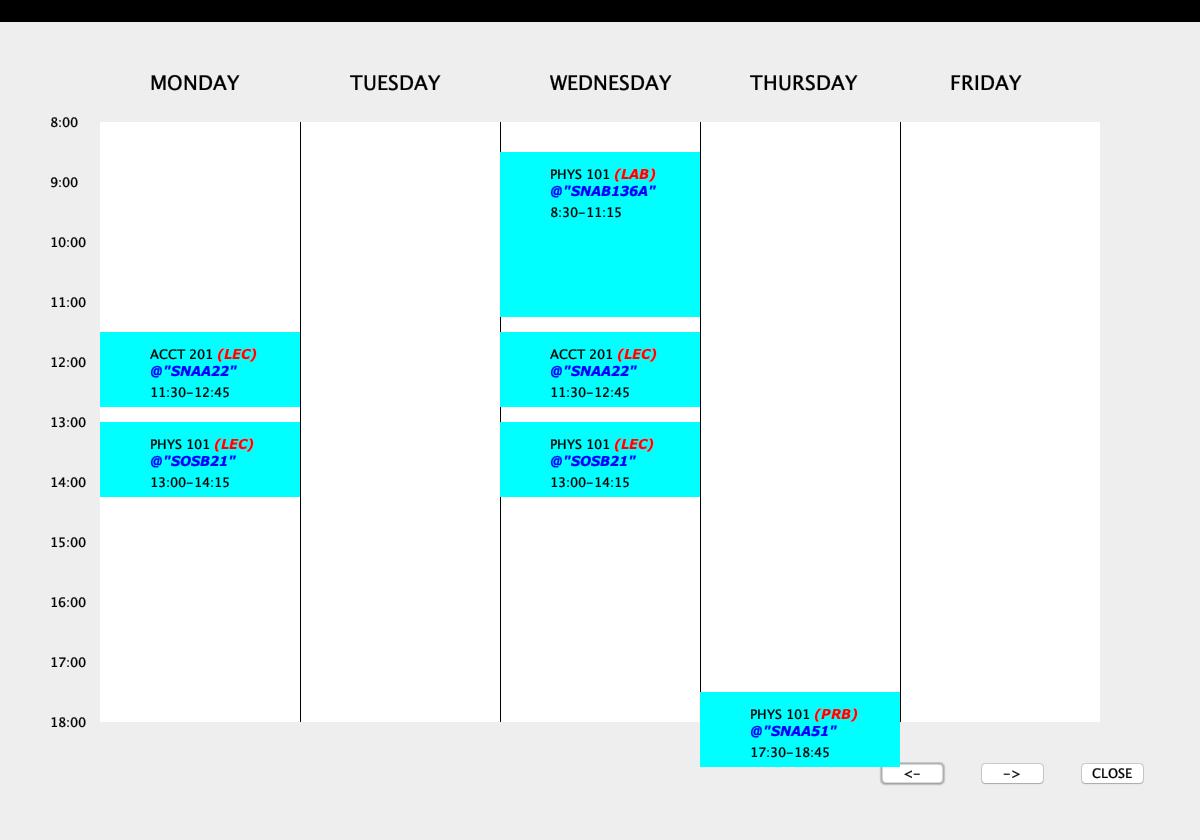 MONDAY TUESDAY WEDNESDAY THURSDAY FRIDAY
8:00
9:00
10:00
11:00
12:00
13:00
14:00
15:00
16:00
17:00
18:00
ACCT 201 (LEC)
@"SNAA22"
11:30-12:45
PHYS 101 (LEC)
@"SOSB21"
13:00-14:15
PHYS 101 (LAB)
@"SNAB136A"
8:30-11:15
ACCT 201 (LEC)
@"SNAA22"
11:30-12:45
PHYS 101 (LEC)
@"SOSB21"
13:00-14:15
PHYS 101 (PRB)
@"SNAA51"
17:30-18:45
<- -> CLOSE